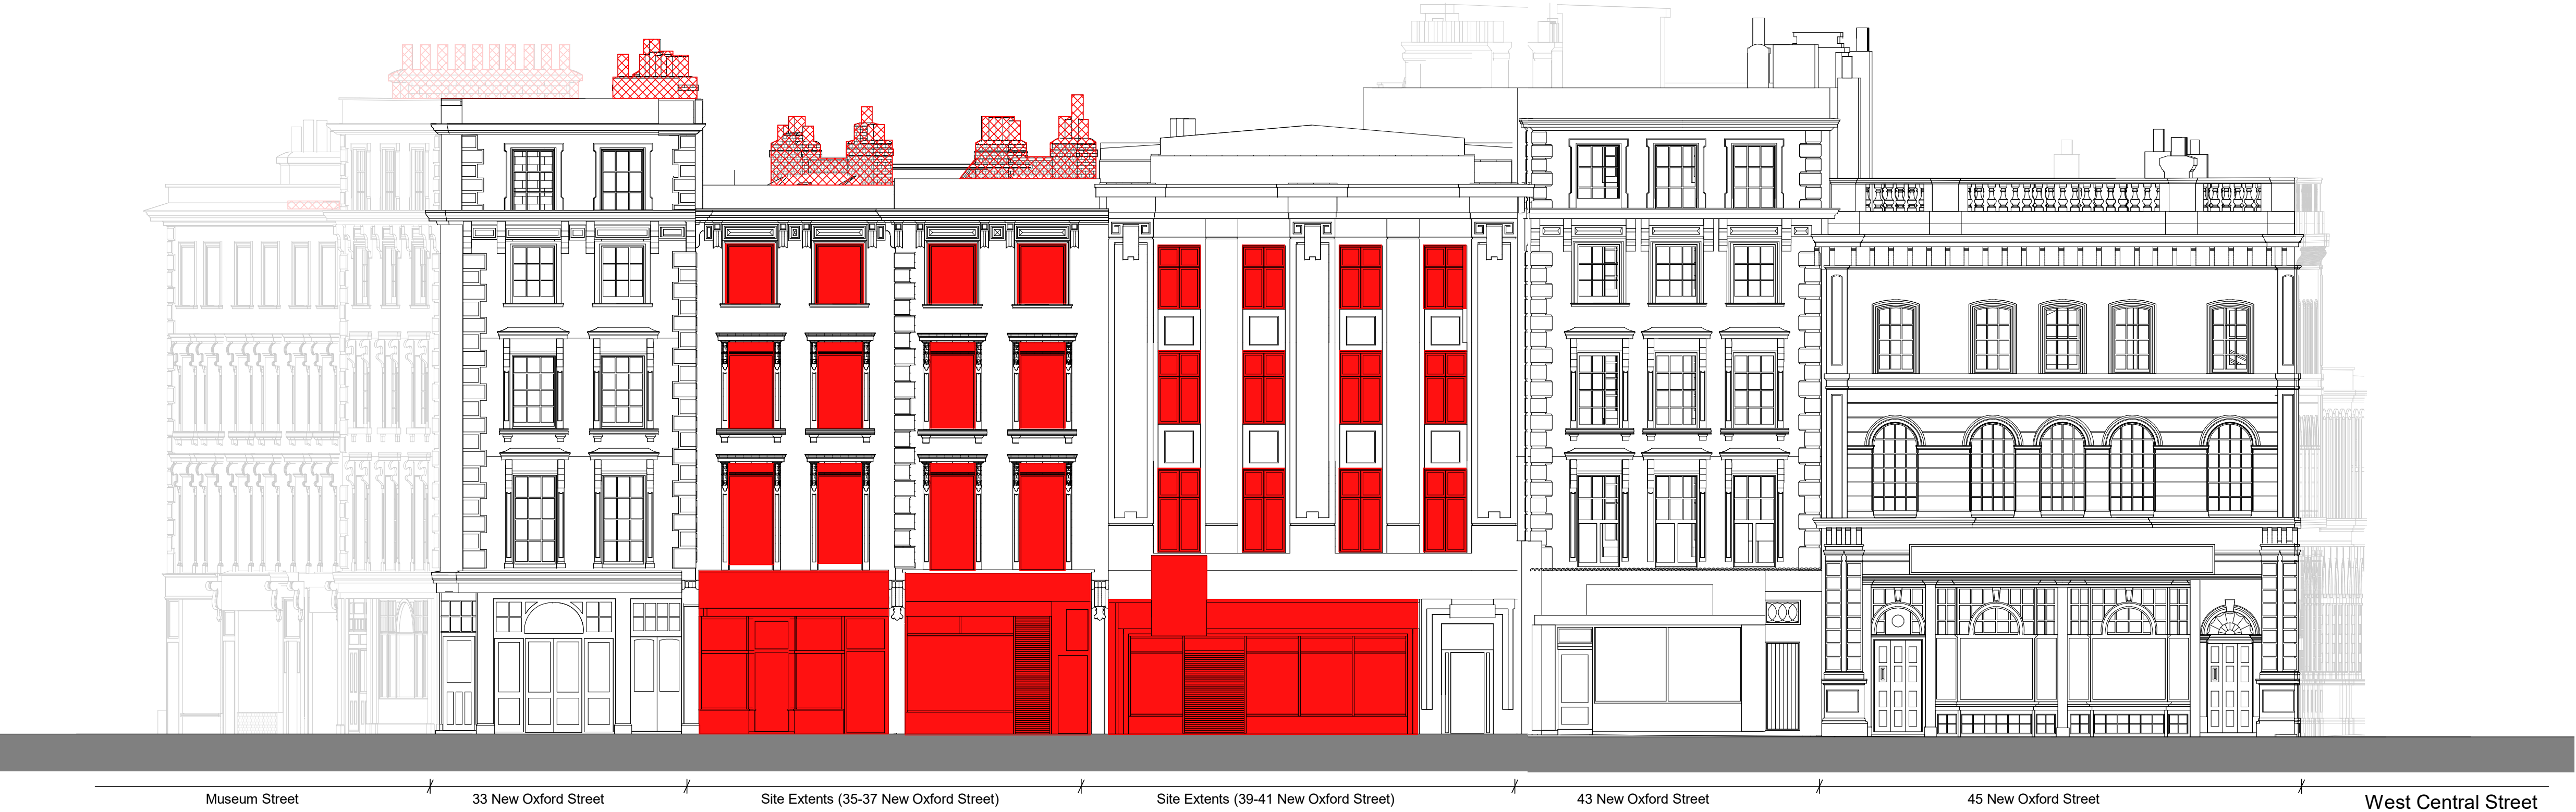 Museum Street
33 New Oxford Street
Site Extents (35-37 New Oxford Street)
Site Extents (39-41 New Oxford Street)
43 New Oxford Street
45 New Oxford Street
West Central Street